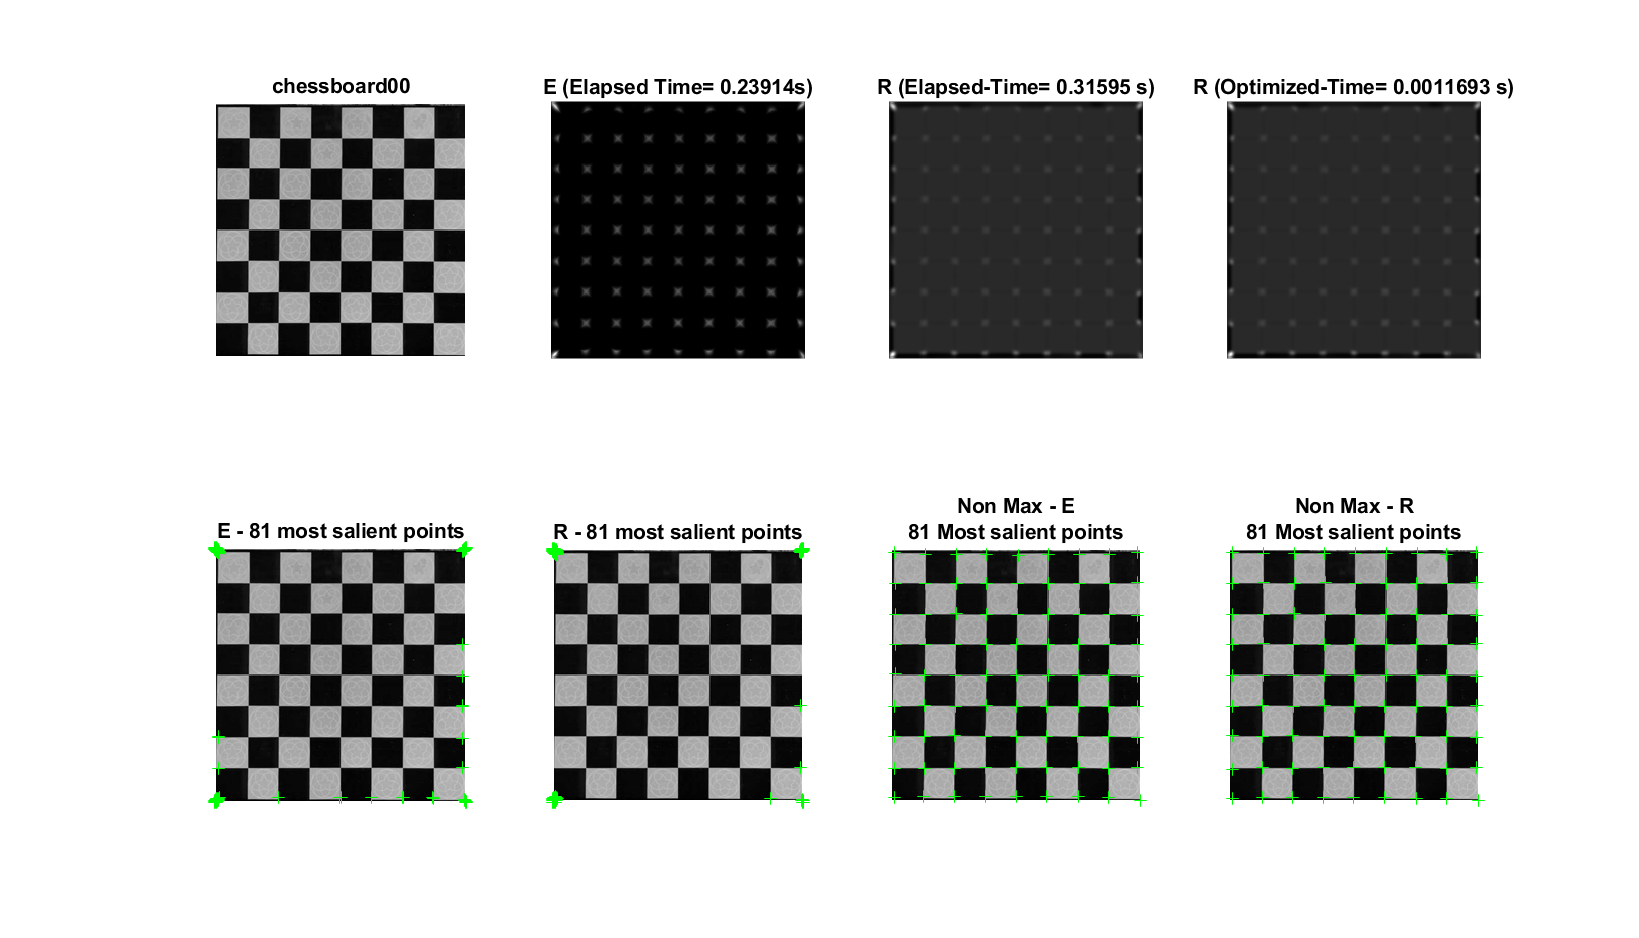 chessboard00
E (Elapsed Time= 0.23914s)
R (Elapsed-Time= 0.31595 s)
R (Optimized-Time= 0.0011693 s)
E - 81 most salient points
R - 81 most salient points
Non Max - E
81 Most salient points
Non Max - R
81 Most salient points